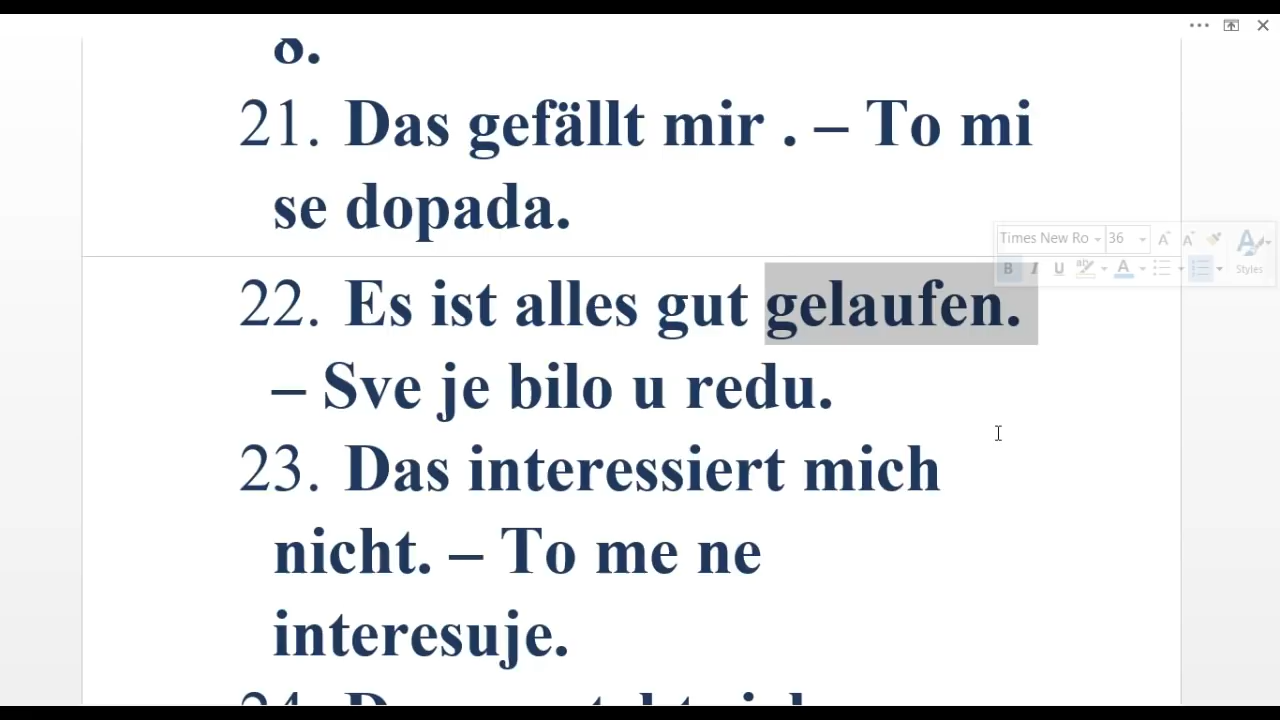 21. Das gefällt mir . – To mi
se dopada.
Times New Ro 36
Styles
22. Es ist alles gut gelaufen.
– Sve je bilo u redu.
23. Das interessiert mich
nicht. – To me ne
interesuje.
24.